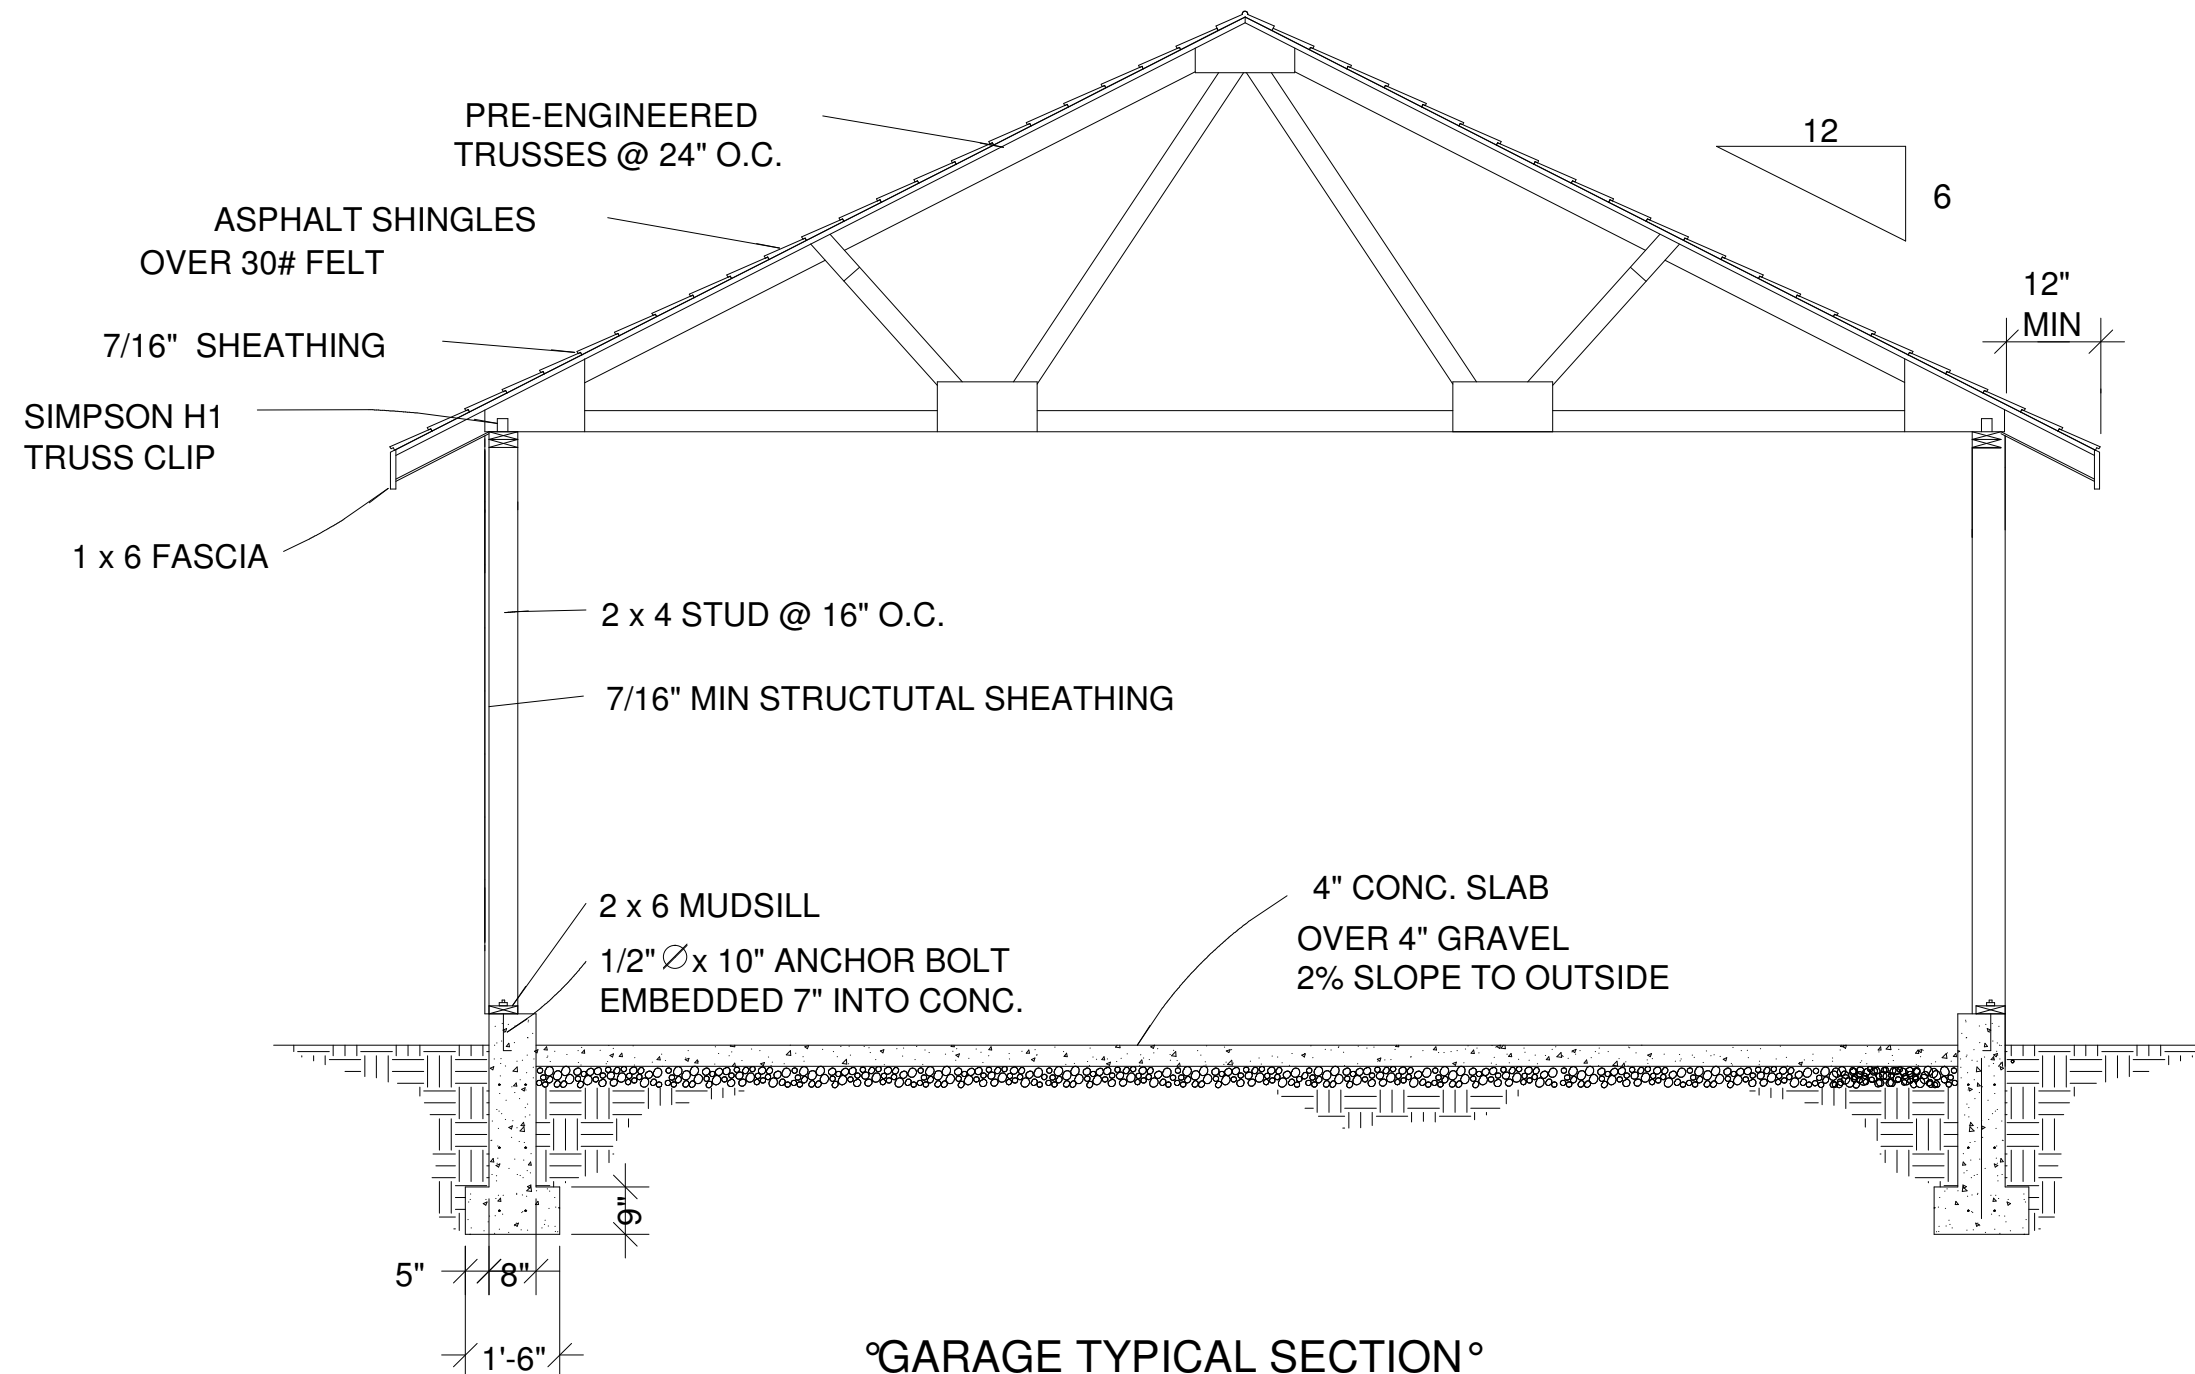 PRE-ENGINEERED
TRUSSES @ 24" O.C.
12
6
ASPHALT SHINGLES
OVER 30# FELT
12"
MIN
7/16" SHEATHING
SIMPSON H1
TRUSS CLIP
1 x 6 FASCIA
2 x 4 STUD @ 16" O.C.
7/16" MIN STRUCTUTAL SHEATHING
2 x 6 MUDSILL
1/2" Ø x 10" ANCHOR BOLT
EMBEDDED 7" INTO CONC.
4" CONC. SLAB
OVER 4" GRAVEL
2% SLOPE TO OUTSIDE
9"
5"
8"
1'-6"
°GARAGE TYPICAL SECTION°